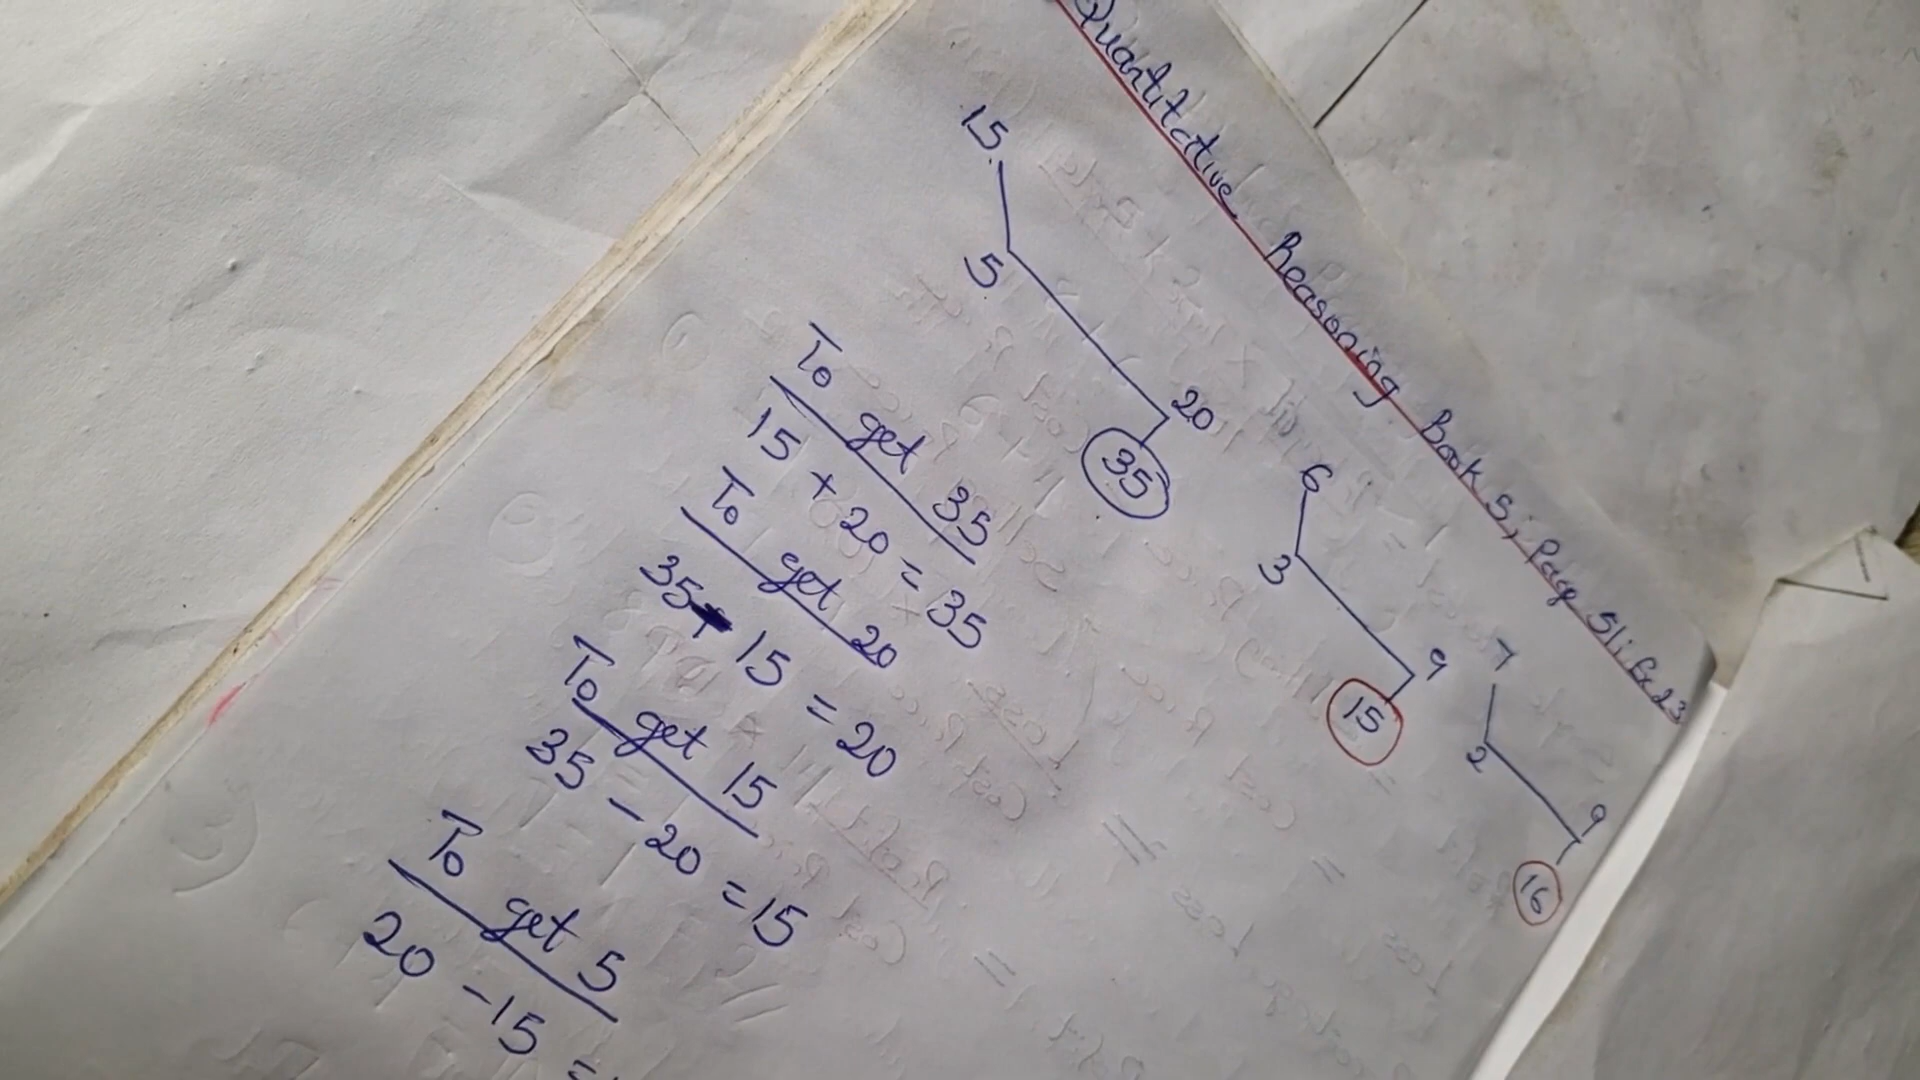 Quantitative Reasoning Book 5, Page 51; Ex 23
15
5
20
35
6
3
9
15
7
2
9
16
To get 35
15 + 20 = 35
To get 20
35 - 15 = 20
To get 15
35 - 20 = 15
To get 5
20 - 15 =